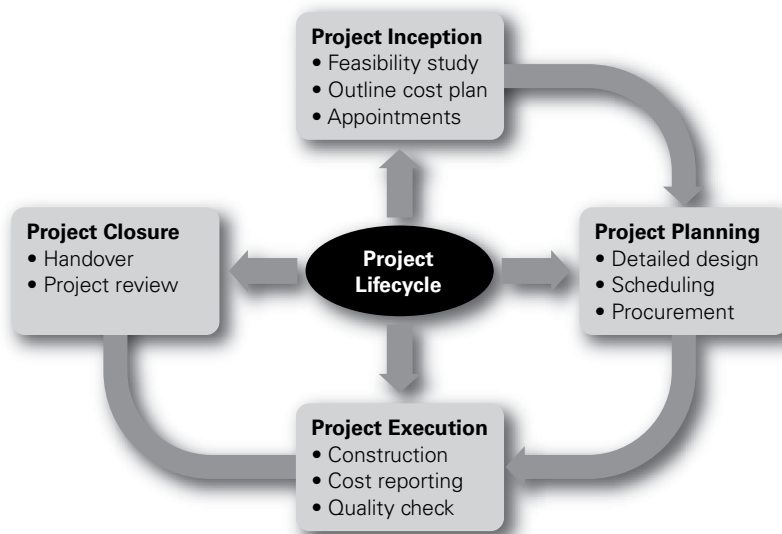 Project Inception
• Feasibility study
• Outline cost plan
• Appointments
Project Closure
• Handover
• Project review
Project
Lifecycle
Project Planning
• Detailed design
• Scheduling
• Procurement
Project Execution
• Construction
• Cost reporting
• Quality check